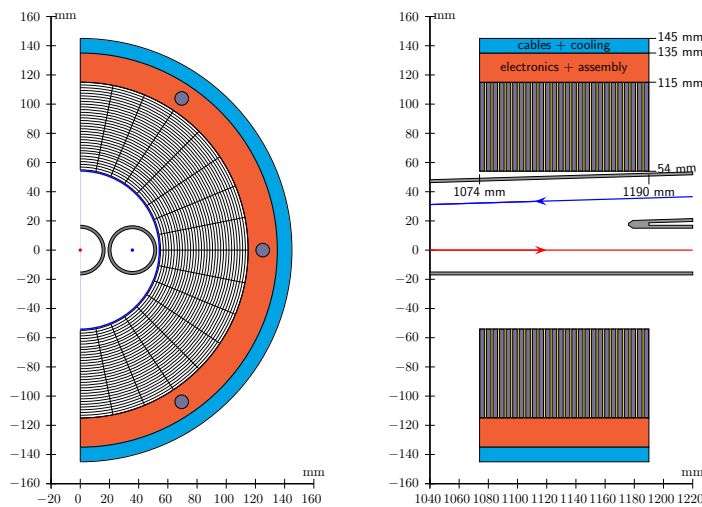 mm
160
140
120
100
80
60
40
20
0
−20
−40
−60
−80
−100
−120
−140
−160
−20 0 20 40 60 80 100 120 140 160
mm
mm
160
140
120
100
80
60
40
20
0
−20
−40
−60
−80
−100
−120
−140
−160
cables + cooling
electronics + assembly
145 mm
135 mm
115 mm
54 mm
1074 mm 1190 mm
mm
1040 1060 1080 1100 1120 1140 1160 1180 1200 1220